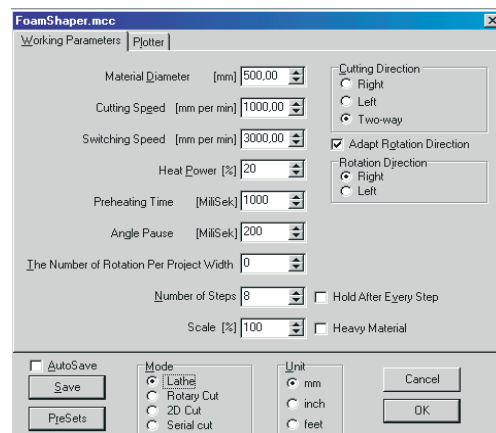 FoamShaper.mcc
Working Parameters Plotter
Material Diameter [mm] 500,00
Cutting Speed [mm per min] 1000,00
Switching Speed [mm per min] 3000,00
Heat Power [%] 20
Preheating Time [MiliSek] 1000
Angle Pause [MiliSek] 200
The Number of Rotation Per Project Width 0
Number of Steps 8
Hold After Every Step
Scale [%] 100
Heavy Material
Cutting Direction
Right
Left
Two-way
Adapt Rotation Direction
Rotation Direction
Right
Left
AutoSave
Save
PreSets
Mode
Lathe
Rotary Cut
2D Cut
Serial cut
Unit
mm
inch
feet
Cancel
OK